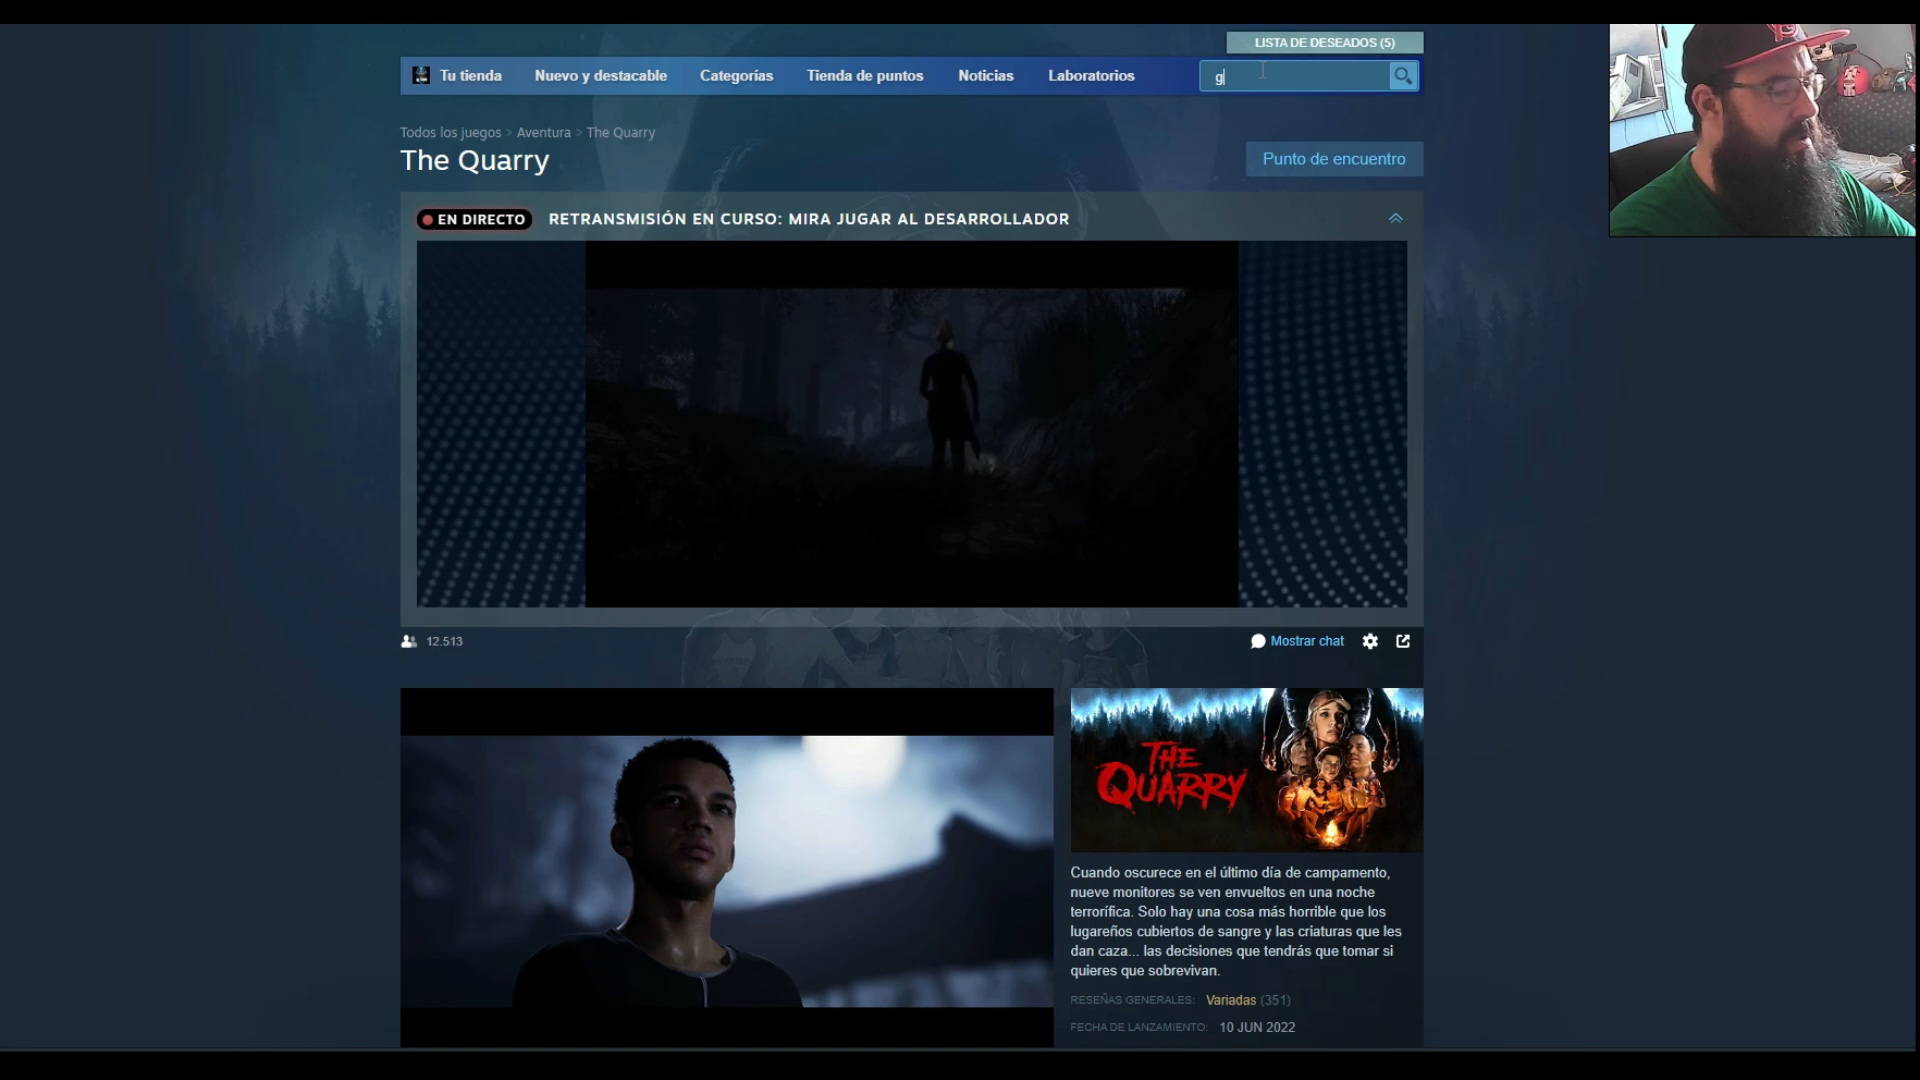 LISTA DE DESEADOS (5)
Tu tienda
Nuevo y destacable
Categorías
Tienda de puntos
Noticias
Laboratorios
g
Todos los juegos > Aventura > The Quarry
The Quarry
Punto de encuentro
EN DIRECTO
RETRANSMISIÓN EN CURSO: MIRA JUGAR AL DESARROLLADOR
12.513
Mostrar chat
THE
QUARRY
Cuando oscurece en el último día de campamento,
nueve monitores se ven envueltos en una noche
terrorífica. Solo hay una cosa más horrible que los
lugareños cubiertos de sangre y las criaturas que les
dan caza... las decisiones que tendrás que tomar si
quieres que sobrevivan.
RESEÑAS GENERALES: Variadas (351)
FECHA DE LANZAMIENTO: 10 JUN 2022